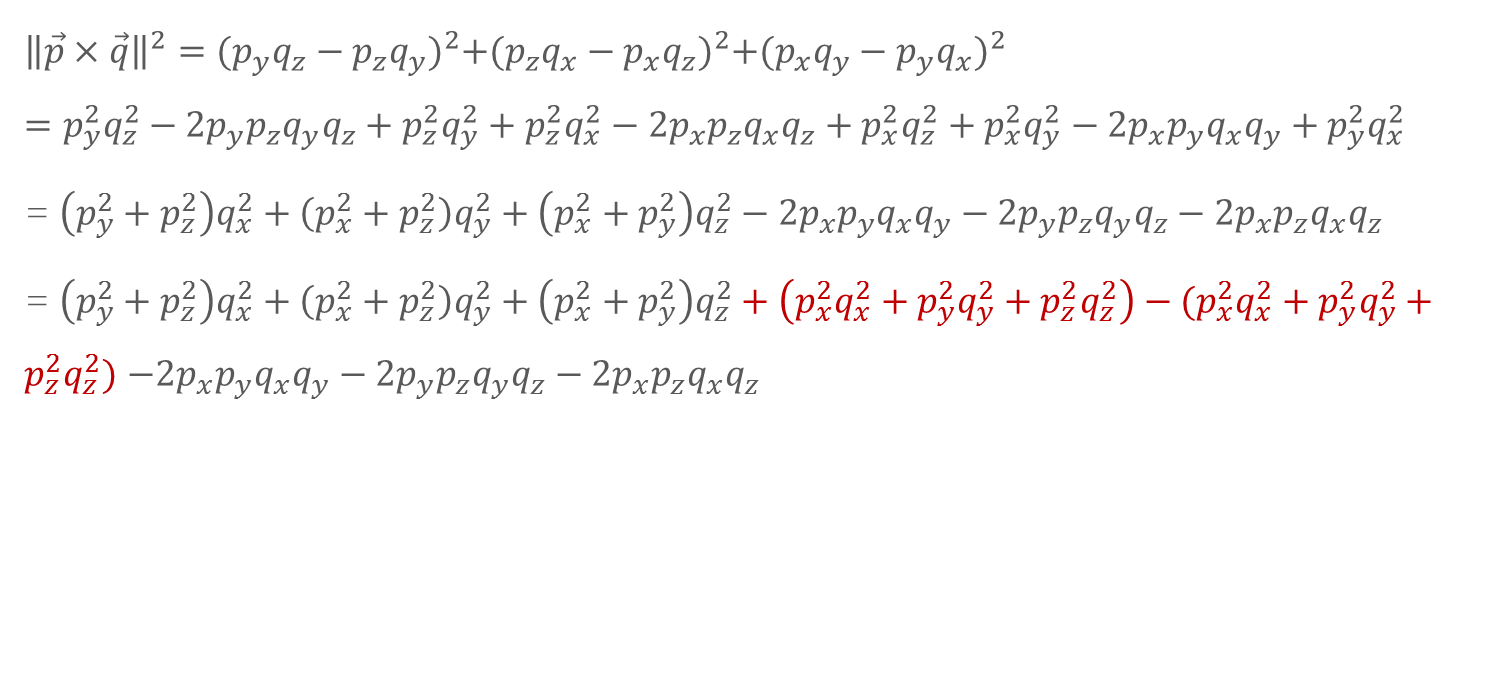 ‖p⃗ × q⃗‖² = (p_y q_z − p_z q_y)²+(p_z q_x − p_x q_z)²+(p_x q_y − p_y q_x)²
= p_y² q_z² − 2p_y p_z q_y q_z + p_z² q_y² + p_z² q_x² − 2p_x p_z q_x q_z + p_x² q_z² + p_x² q_y² − 2p_x p_y q_x q_y + p_y² q_x²
= (p_y² + p_z²)q_x² + (p_x² + p_z²)q_y² + (p_x² + p_y²)q_z² − 2p_x p_y q_x q_y − 2p_y p_z q_y q_z − 2p_x p_z q_x q_z
= (p_y² + p_z²)q_x² + (p_x² + p_z²)q_y² + (p_x² + p_y²)q_z² + (p_x² q_x² + p_y² q_y² + p_z² q_z²) − (p_x² q_x² + p_y² q_y² +
p_z² q_z²) −2p_x p_y q_x q_y − 2p_y p_z q_y q_z − 2p_x p_z q_x q_z